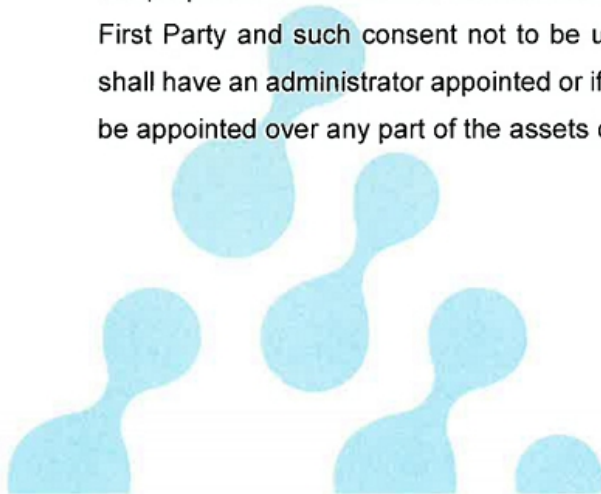 First Party and such consent not to be u
shall have an administrator appointed or if
be appointed over any part of the assets